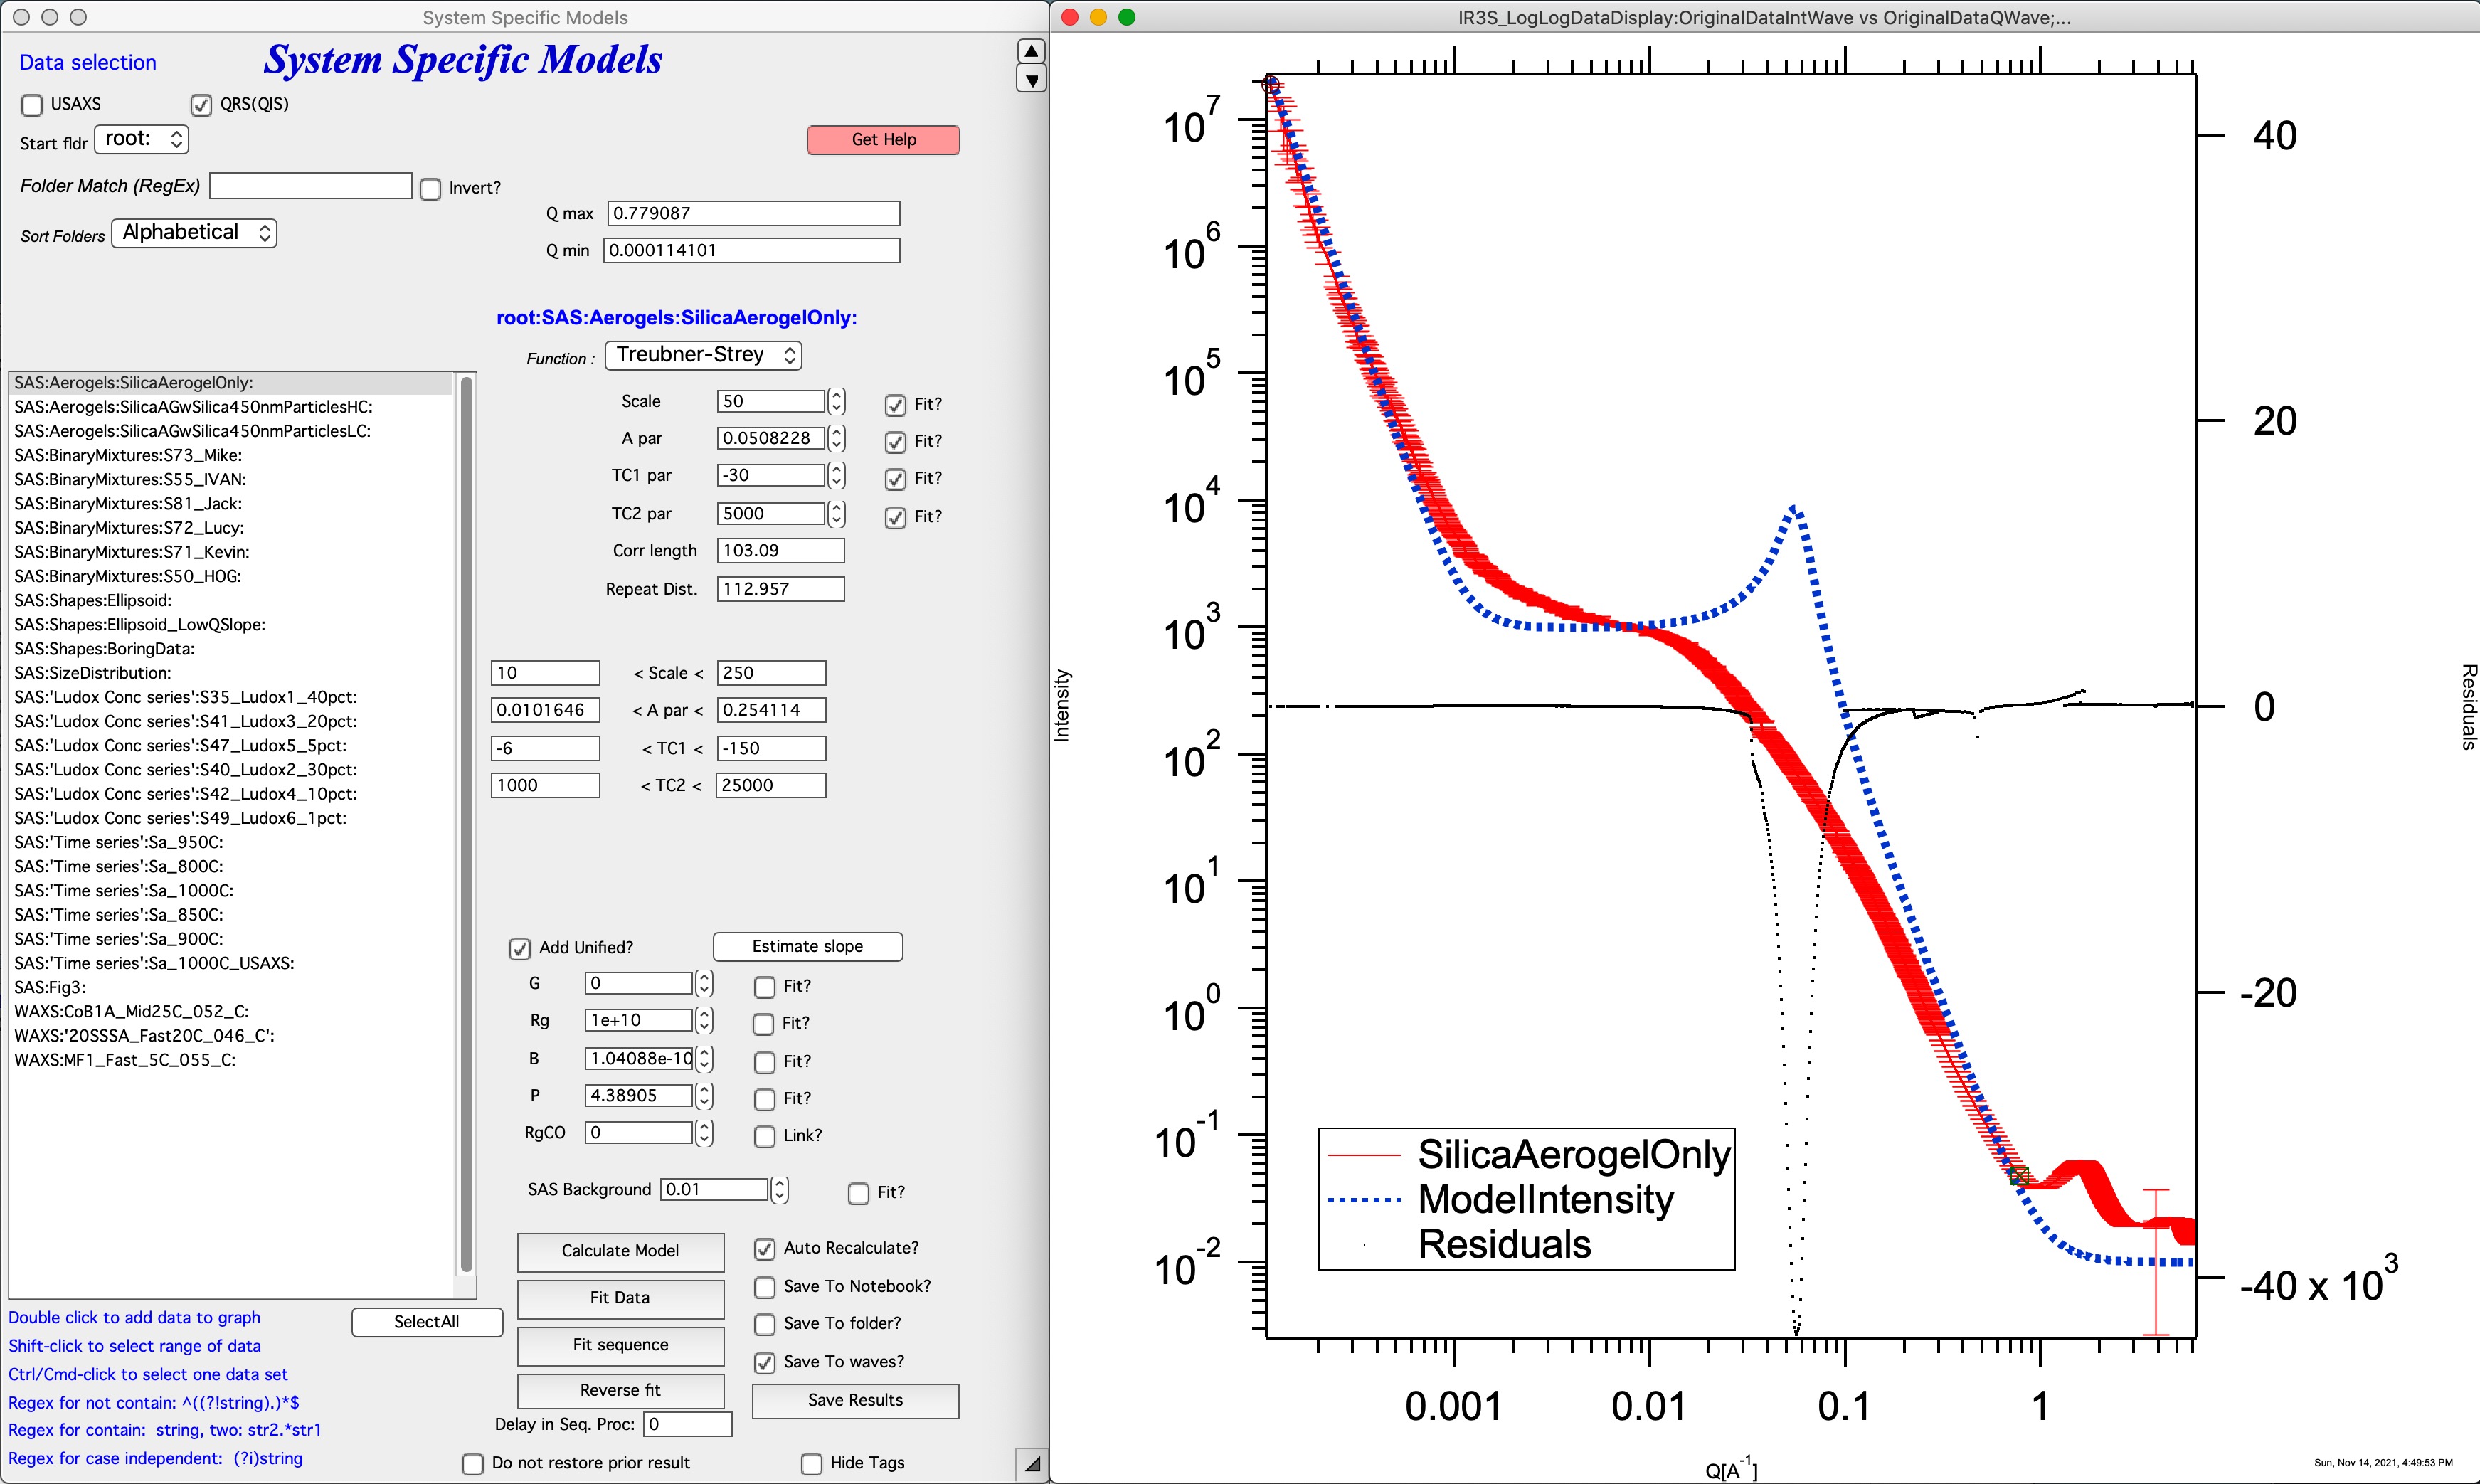 System Specific Models
Data selection
System Specific Models
USAXS
QRS(QIS)
Start fldr
root:
Get Help
Folder Match (RegEx)
Invert?
Sort Folders
Alphabetical
Q max
0.779087
Q min
0.000114101
root:SAS:Aerogels:SilicaAerogelOnly:
Function :
Treubner-Strey
SAS:Aerogels:SilicaAerogelOnly:
SAS:Aerogels:SilicaAGwSilica450nmParticlesHC:
SAS:Aerogels:SilicaAGwSilica450nmParticlesLC:
SAS:BinaryMixtures:S73_Mike:
SAS:BinaryMixtures:S55_IVAN:
SAS:BinaryMixtures:S81_Jack:
SAS:BinaryMixtures:S72_Lucy:
SAS:BinaryMixtures:S71_Kevin:
SAS:BinaryMixtures:S50_HOG:
SAS:Shapes:Ellipsoid:
SAS:Shapes:Ellipsoid_LowQSlope:
SAS:Shapes:BoringData:
SAS:SizeDistribution:
SAS:'Ludox Conc series':S35_Ludox1_40pct:
SAS:'Ludox Conc series':S41_Ludox3_20pct:
SAS:'Ludox Conc series':S47_Ludox5_5pct:
SAS:'Ludox Conc series':S40_Ludox2_30pct:
SAS:'Ludox Conc series':S42_Ludox4_10pct:
SAS:'Ludox Conc series':S49_Ludox6_1pct:
SAS:'Time series':Sa_950C:
SAS:'Time series':Sa_800C:
SAS:'Time series':Sa_1000C:
SAS:'Time series':Sa_850C:
SAS:'Time series':Sa_900C:
SAS:'Time series':Sa_1000C_USAXS:
SAS:Fig3:
WAXS:CoB1A_Mid25C_052_C:
WAXS:'20SSSA_Fast20C_046_C':
WAXS:MF1_Fast_5C_055_C:
Scale 50 Fit?
A par 0.0508228 Fit?
TC1 par -30 Fit?
TC2 par 5000 Fit?
Corr length 103.09
Repeat Dist. 112.957
10 < Scale < 250
0.0101646 < A par < 0.254114
-6 < TC1 < -150
1000 < TC2 < 25000
Add Unified?
Estimate slope
G 0 Fit?
Rg 1e+10 Fit?
B 1.04088e-10 Fit?
P 4.38905 Fit?
RgCO 0 Link?
SAS Background 0.01 Fit?
Calculate Model
Auto Recalculate?
Fit Data
Save To Notebook?
Fit sequence
Save To folder?
Reverse fit
Save To waves?
Save Results
Delay in Seq. Proc: 0
Do not restore prior result
Hide Tags
Double click to add data to graph
SelectAll
Shift-click to select range of data
Ctrl/Cmd-click to select one data set
Regex for not contain: ^((?!string).)*$
Regex for contain:  string, two: str2.*str1
Regex for case independent:  (?i)string
IR3S_LogLogDataDisplay:OriginalDataIntWave vs OriginalDataQWave;...
10^7
10^6
10^5
10^4
10^3
10^2
10^1
10^0
10^-1
10^-2
Intensity
40
20
0
-20
-40 x 10^3
Residuals
SilicaAerogelOnly
ModelIntensity
Residuals
0.001
0.01
0.1
1
Q[A^-1]
Sun, Nov 14, 2021, 4:49:53 PM